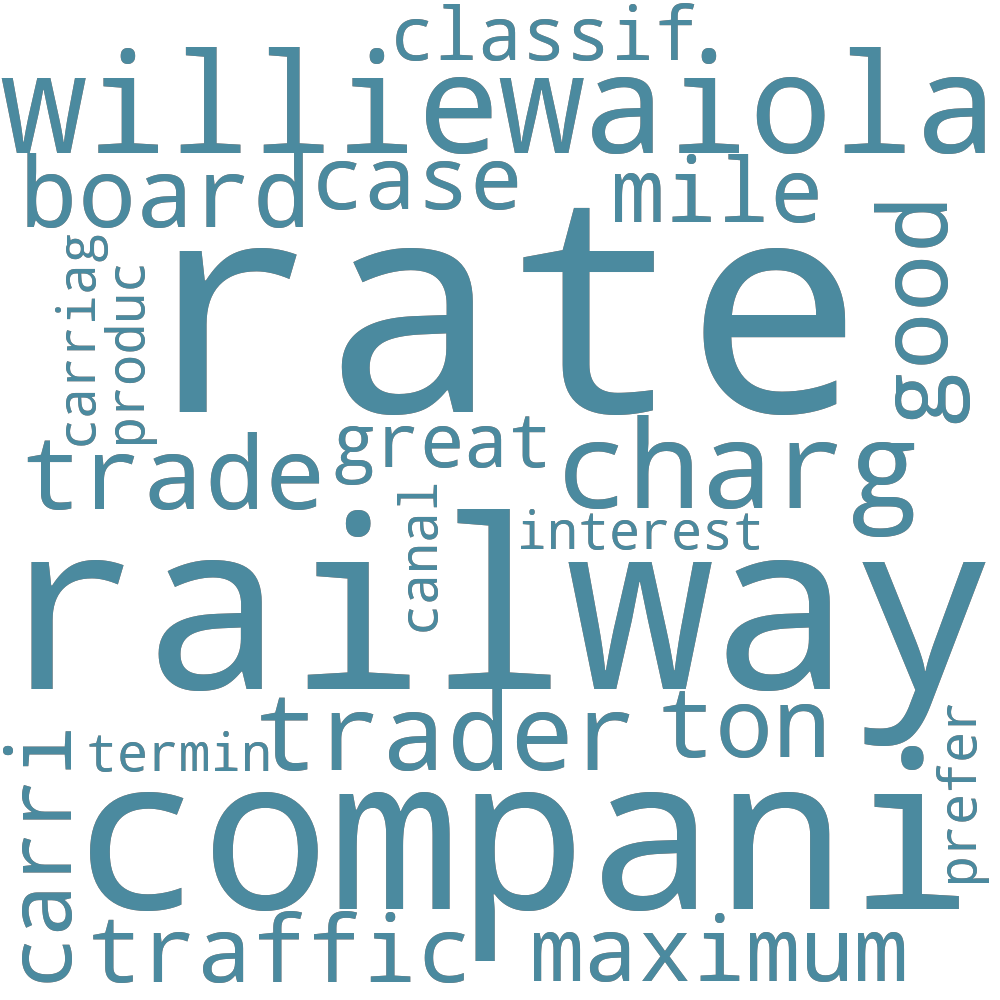 classif
williewaiola
board
case
mile
good
rate
carriag
produc
trade
great
charg
canal
interest
railway
trader
ton
termin
carri
prefer
compani
traffic
maximum